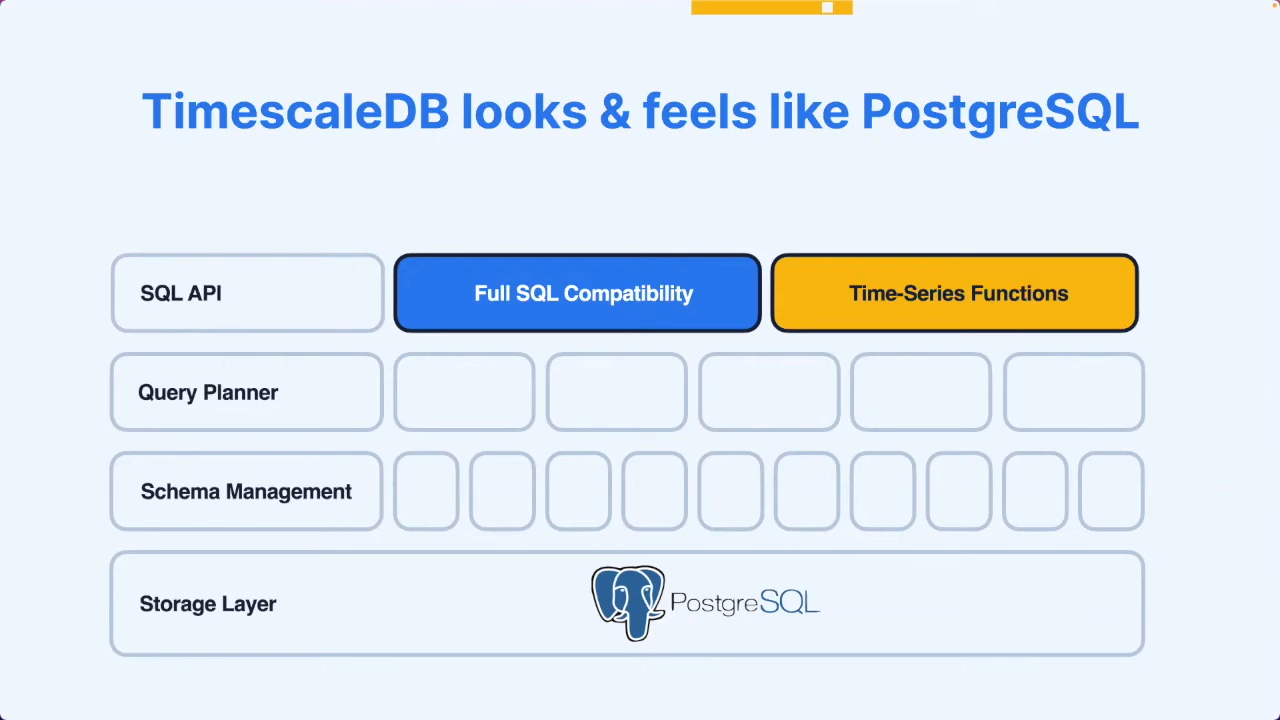 TimescaleDB looks & feels like PostgreSQL
SQL API
Full SQL Compatibility
Time-Series Functions
Query Planner
Schema Management
Storage Layer
PostgreSQL